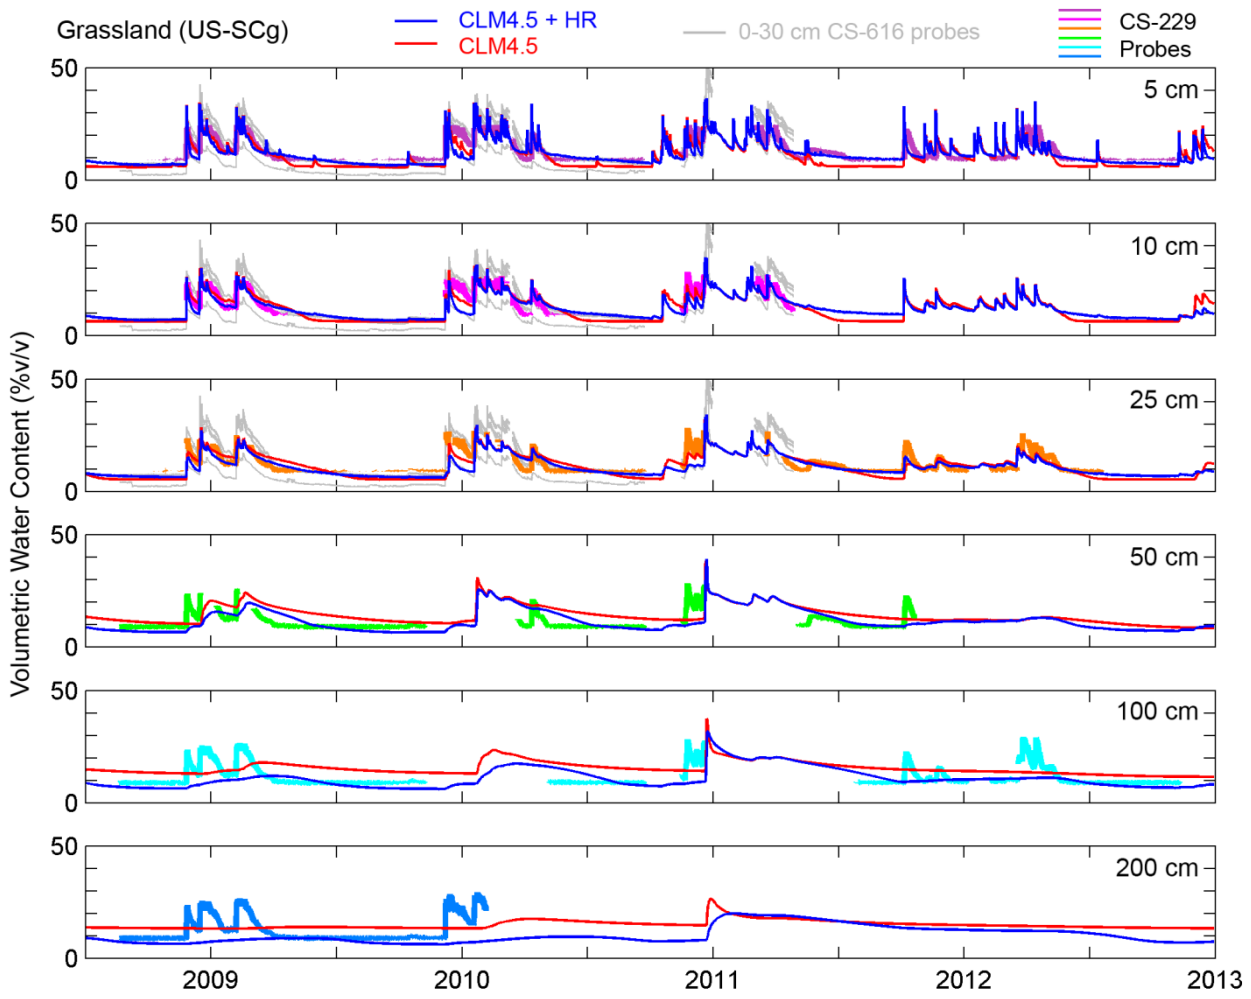 Grassland (US-SCg)
CLM4.5 + HR
CLM4.5
0-30 cm CS-616 probes
CS-229
Probes
Volumetric Water Content (%v/v)
50
5 cm
0
50
10 cm
0
50
25 cm
0
50
50 cm
0
50
100 cm
0
50
200 cm
0
2009 2010 2011 2012 2013